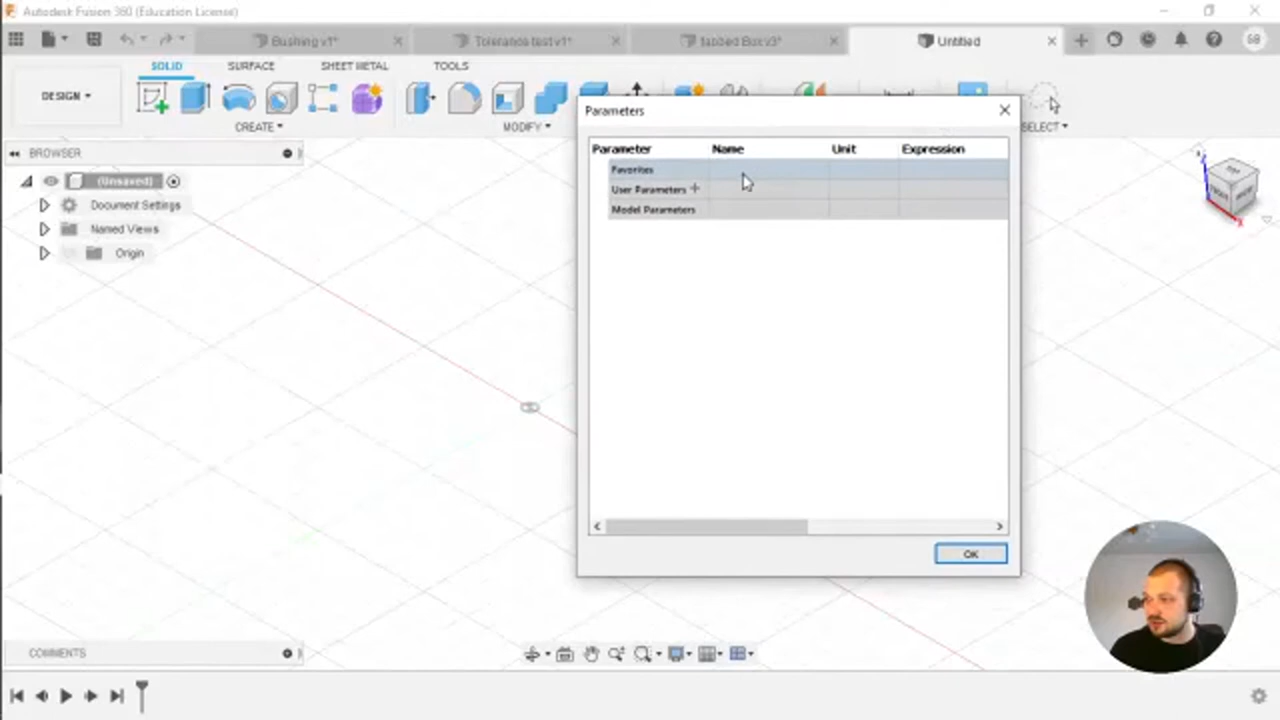 Autodesk Fusion 360 (Education License)
Bushing v1*
Tolerance test v1*
Tabbed Box v3*
Untitled
GB
SOLID
SURFACE
SHEET METAL
TOOLS
DESIGN
CREATE
MODIFY
SELECT
BROWSER
(Unsaved)
Document Settings
Named Views
Origin
Parameters
Parameter Name Unit Expression
Favorites
User Parameters +
Model Parameters
OK
TOP
Z
X
COMMENTS